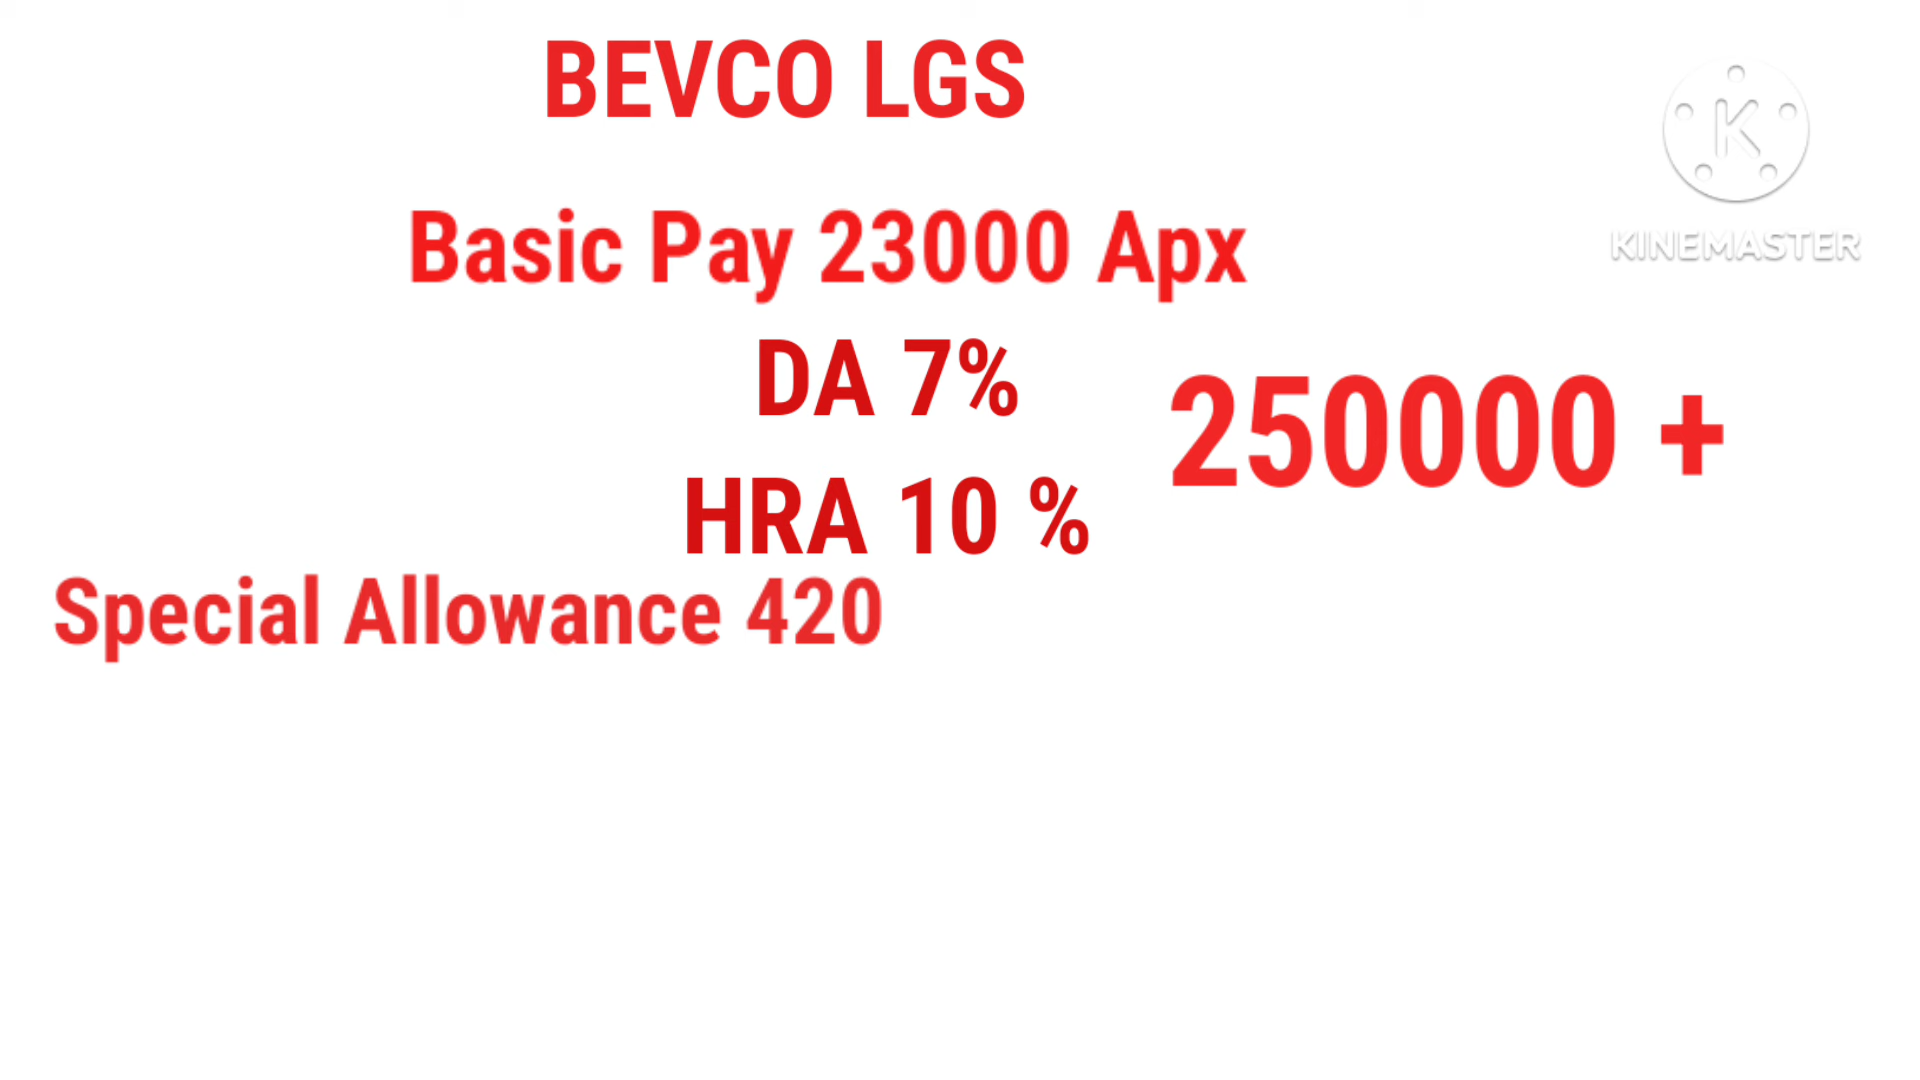 BEVCO LGS
K
KINEMASTER
Basic Pay 23000 Apx
DA 7%
250000 +
HRA 10 %
Special Allowance 420